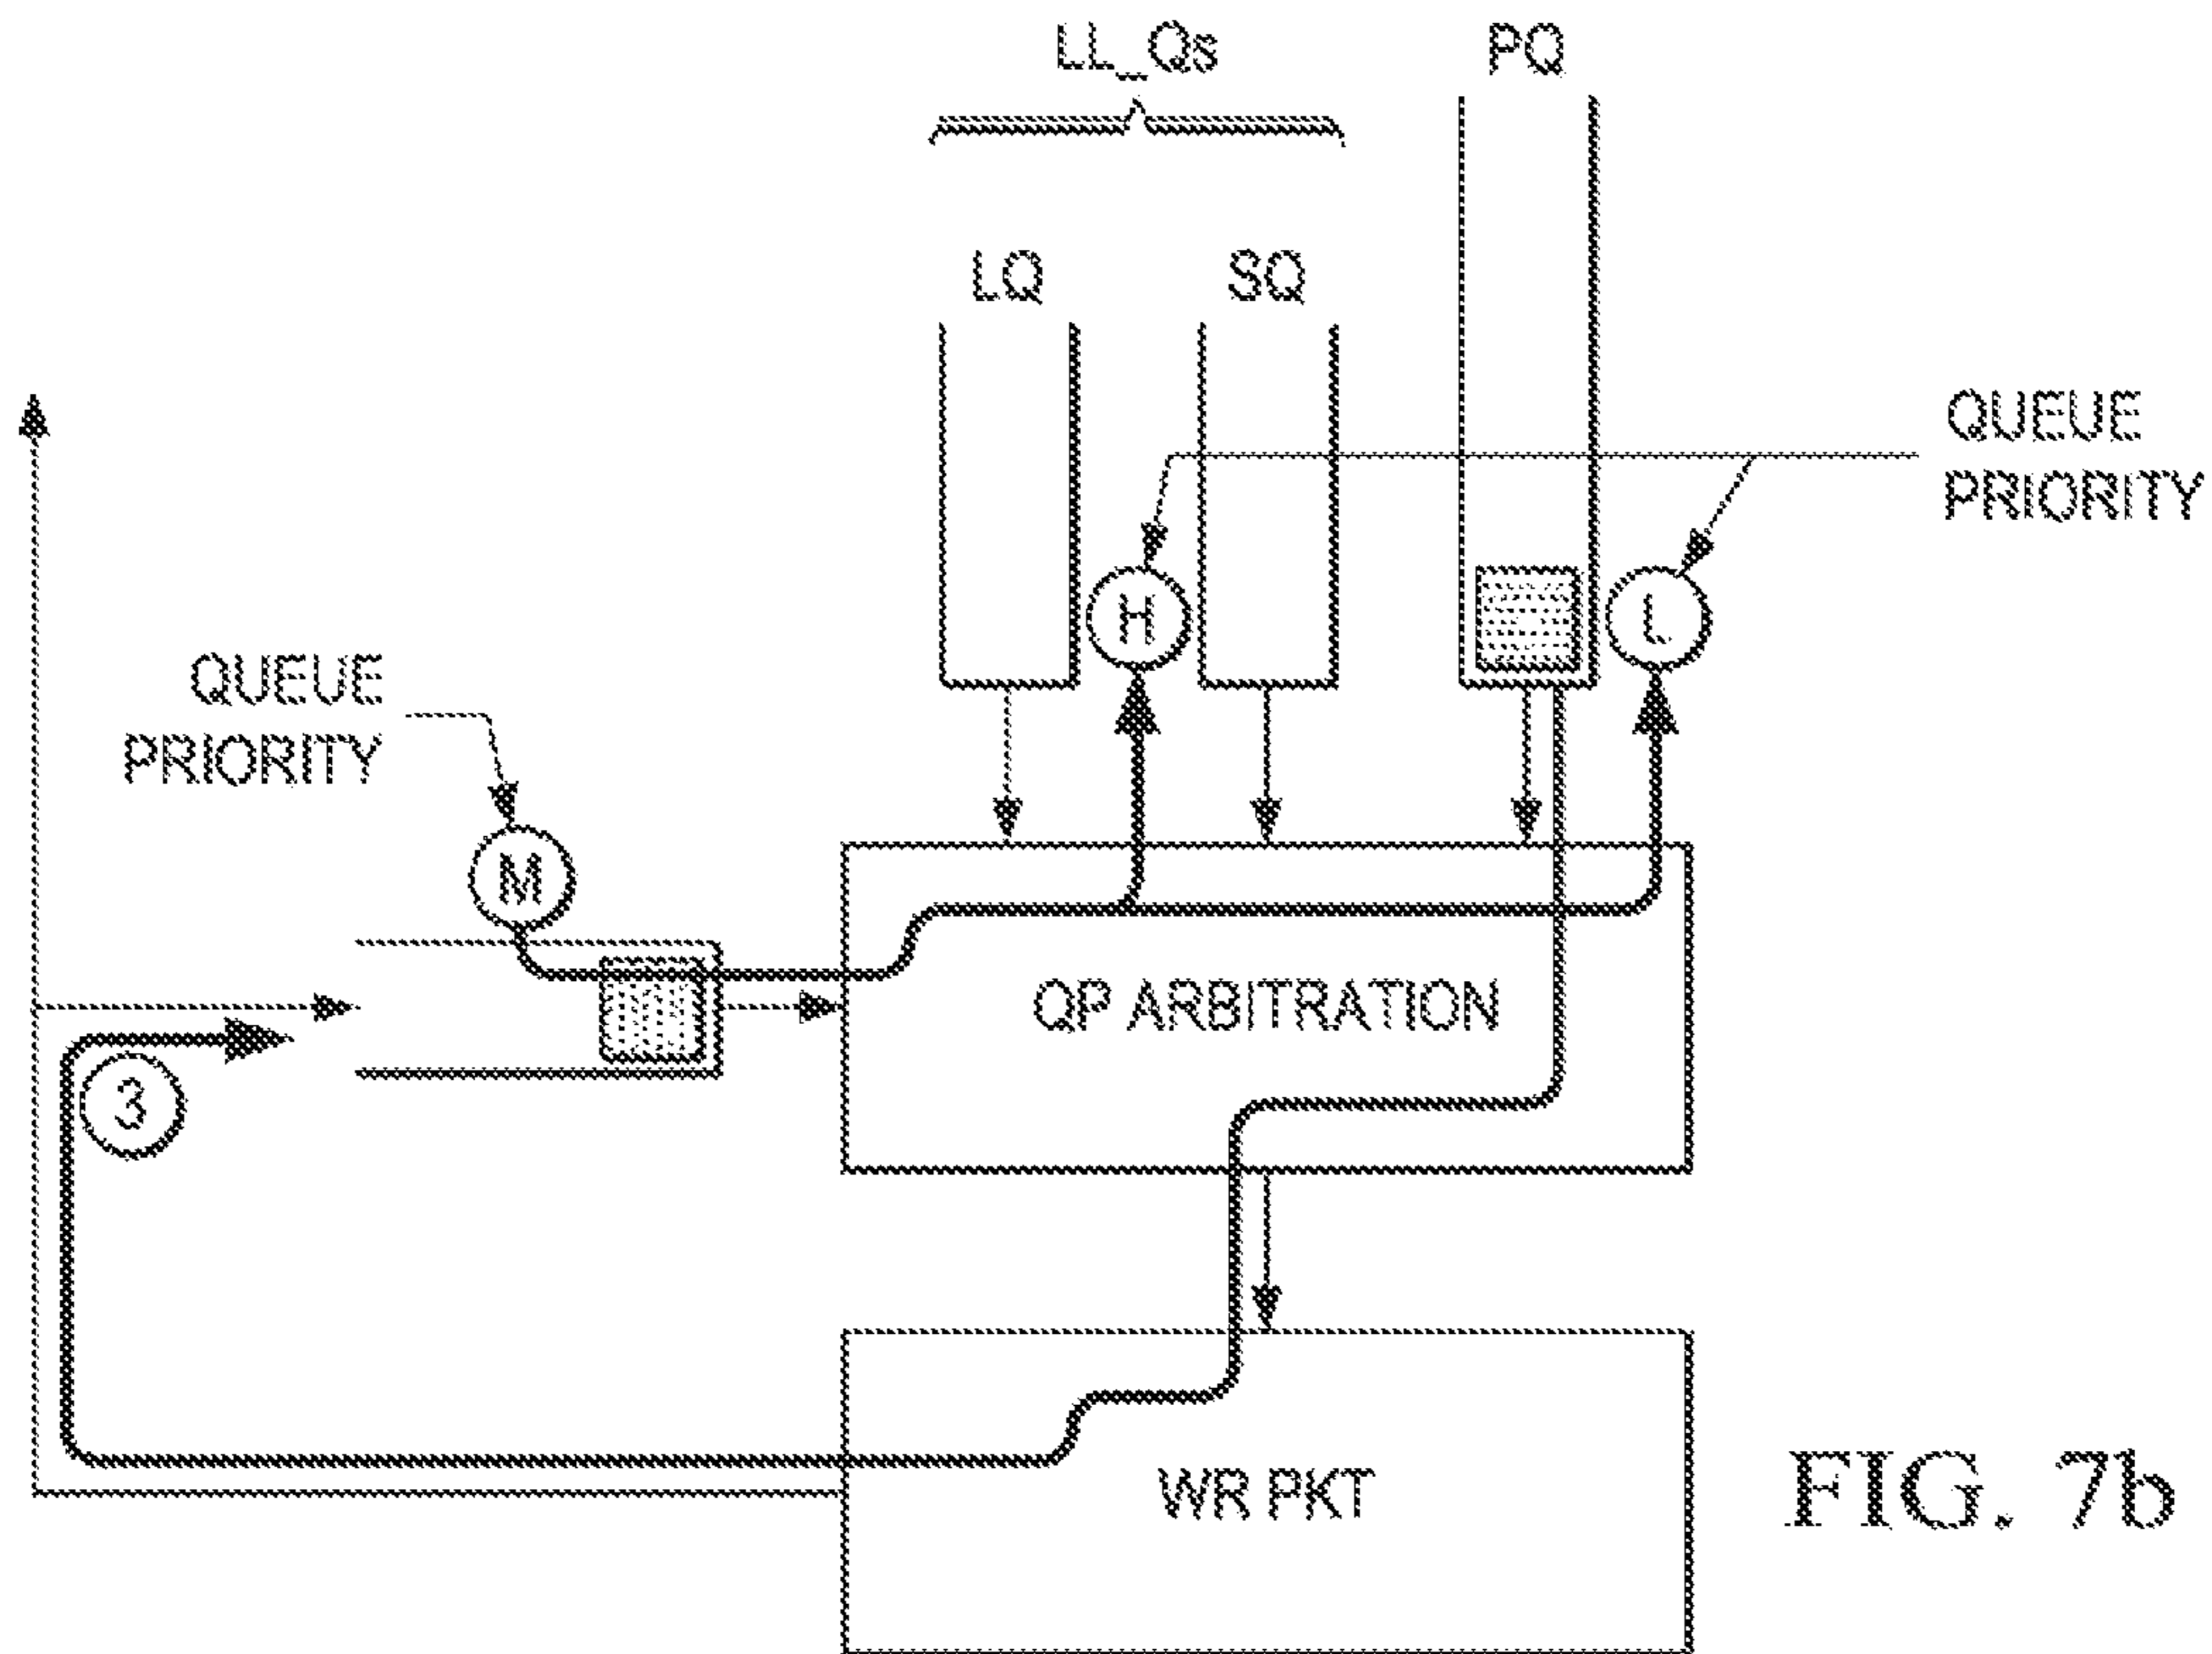 LL_Qs
PQ
LQ
SQ
QUEUE
PRIORITY
H
L
QUEUE
PRIORITY
M
QP ARBITRATION
3
WR PKT
FIG. 7b